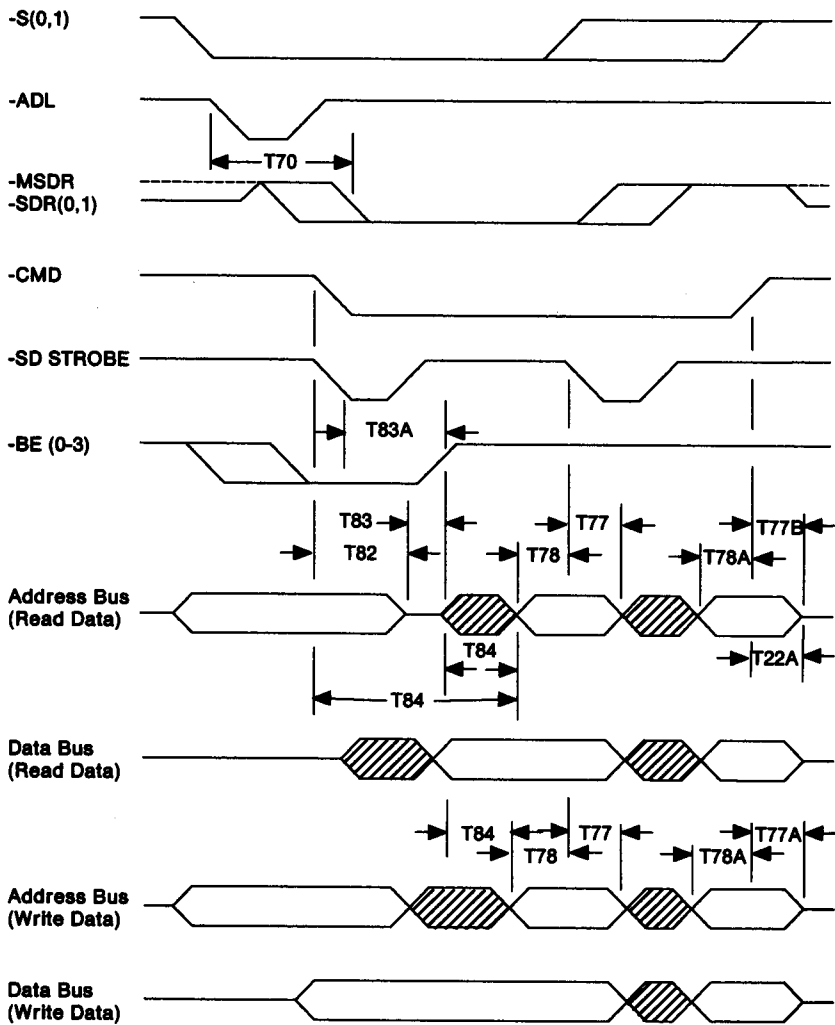 -S(0,1)
-ADL
T70
-MSDR
-SDR(0,1)
-CMD
-SD STROBE
T83A
-BE (0-3)
T83
T77
T77B
T82
T78
T78A
Address Bus
(Read Data)
T84
T22A
T84
Data Bus
(Read Data)
T84
T77
T77A
T78
T78A
Address Bus
(Write Data)
Data Bus
(Write Data)